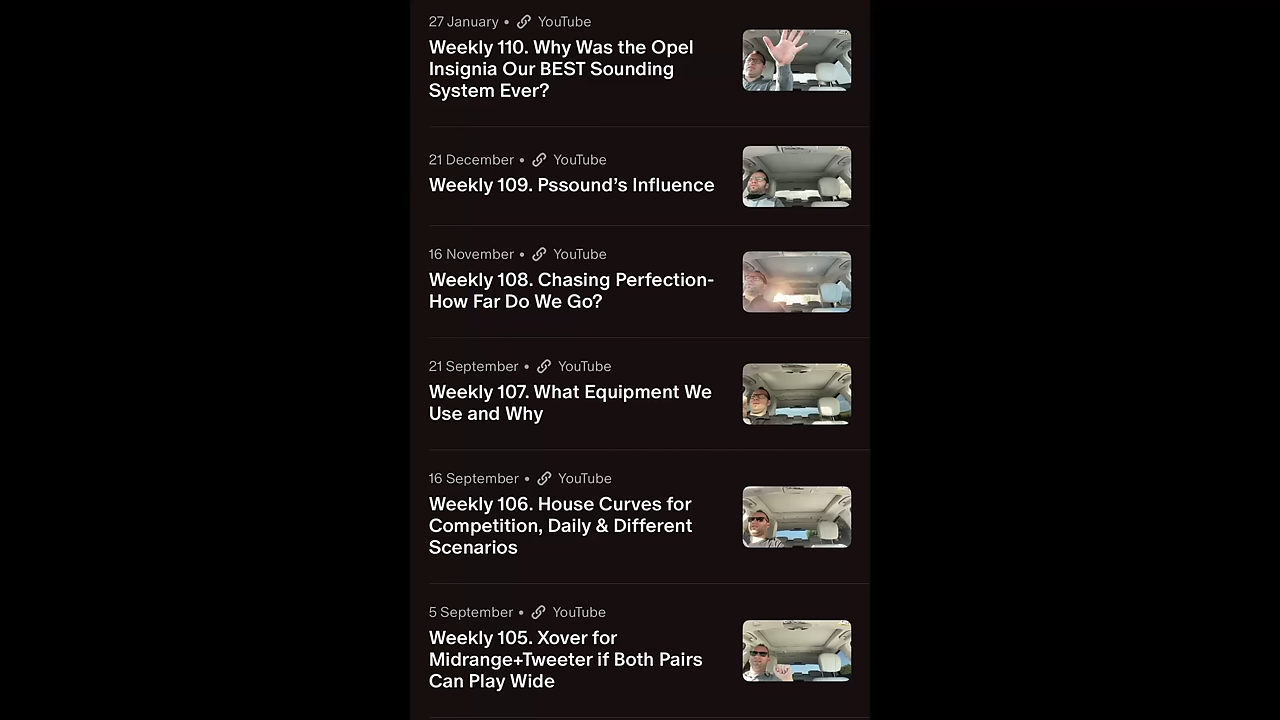 27 January • YouTube
Weekly 110. Why Was the Opel
Insignia Our BEST Sounding
System Ever?
21 December • YouTube
Weekly 109. Pssound’s Influence
16 November • YouTube
Weekly 108. Chasing Perfection-
How Far Do We Go?
21 September • YouTube
Weekly 107. What Equipment We
Use and Why
16 September • YouTube
Weekly 106. House Curves for
Competition, Daily & Different
Scenarios
5 September • YouTube
Weekly 105. Xover for
Midrange+Tweeter if Both Pairs
Can Play Wide